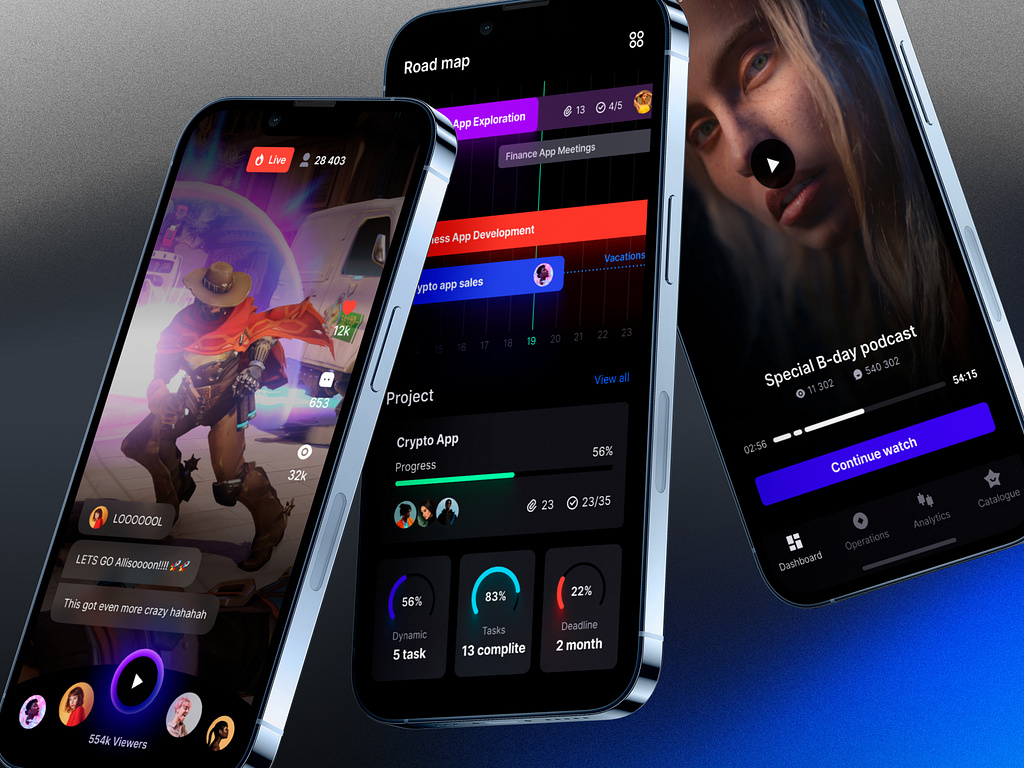 Live
28 403
12k
653
32k
LOOOOOOL
LETS GO Allisoooon!!!! 🚀🚀
This got even more crazy hahahah
554k Viewers
Road map
App Exploration
13
4/5
Finance App Meetings
ness App Development
ypto app sales
Vacations
15 16 17 18 19 20 21 22 23
Project
View all
Crypto App
Progress
56%
23
23/35
56%
Dynamic
5 task
83%
Tasks
13 complite
22%
Deadline
2 month
Special B-day podcast
11 302
540 302
02:56
54:15
Continue watch
Dashboard
Operations
Analytics
Catalogue